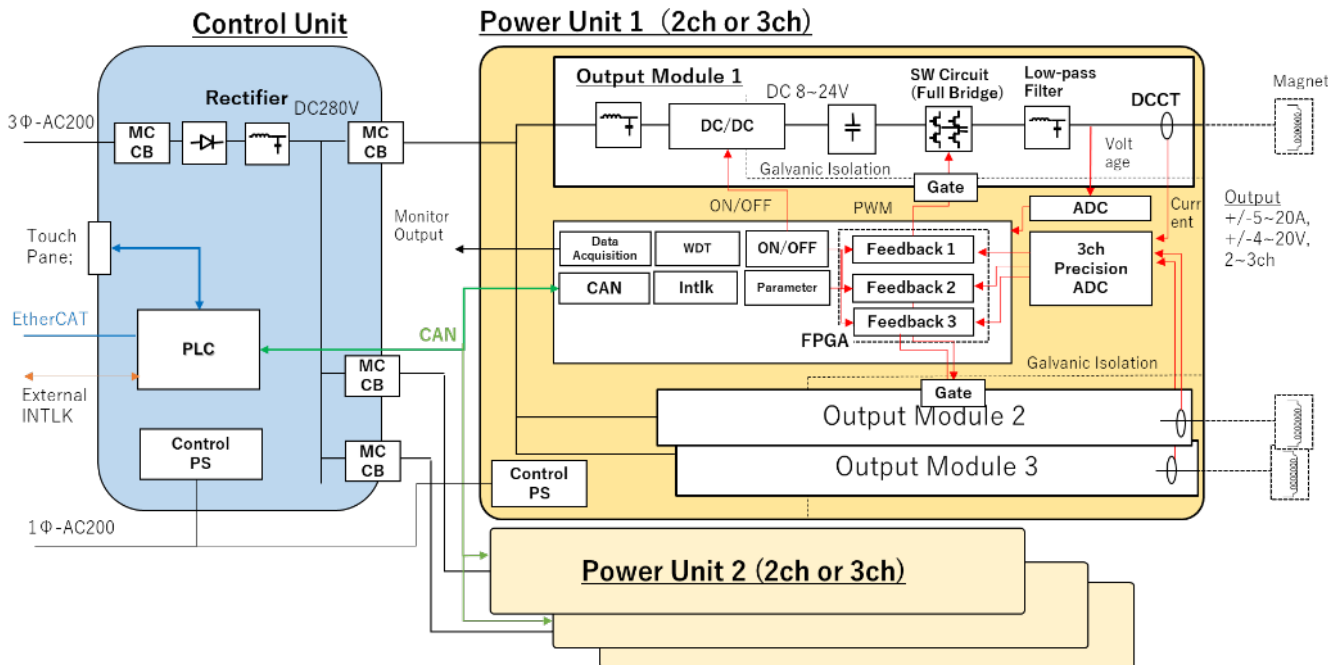 Control Unit
Power Unit 1 (2ch or 3ch)
Rectifier
DC280V
3Φ-AC200
MC
CB
MC
CB
Output Module 1
DC/DC
DC 8~24V
SW Circuit
(Full Bridge)
Low-pass
Filter
DCCT
Magnet
Galvanic Isolation
Volt
age
Gate
ON/OFF
PWM
ADC
Curr
ent
Output
+/-5~20A,
+/-4~20V,
2~3ch
Monitor
Output
Touch
Pane;
Data
Acquisition
WDT
ON/OFF
Feedback 1
3ch
Precision
ADC
CAN
Intlk
Parameter
Feedback 2
Feedback 3
FPGA
EtherCAT
PLC
CAN
External
INTLK
MC
CB
Galvanic Isolation
Gate
Output Module 2
Control
PS
MC
CB
Output Module 3
Control
PS
1Φ-AC200
Power Unit 2 (2ch or 3ch)